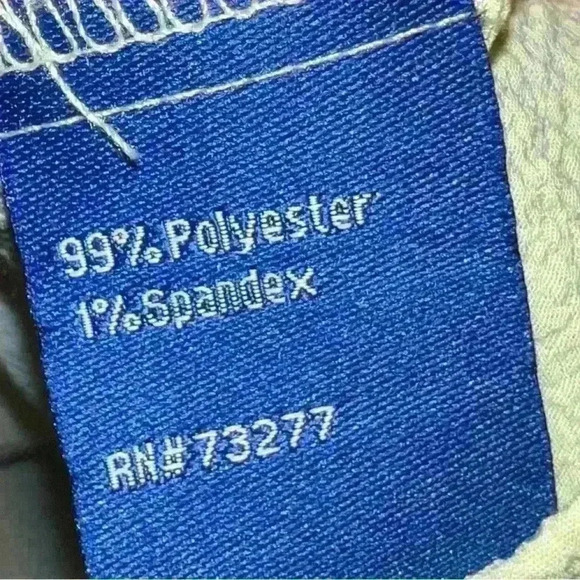 99% Polyester
1% Spandex
RN# 73277